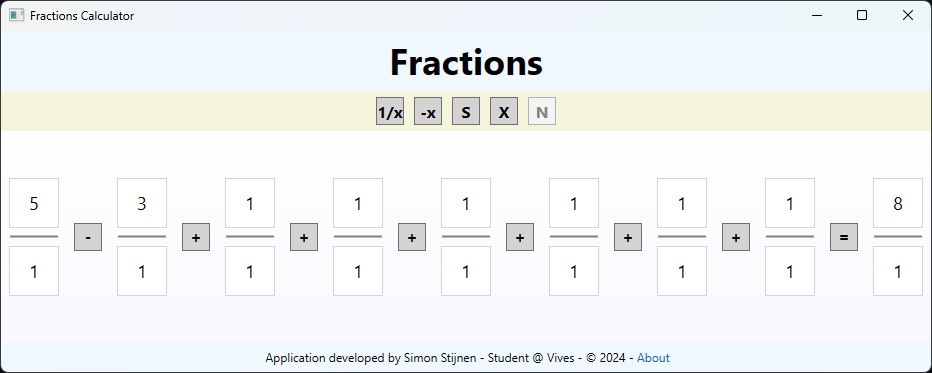 Fractions Calculator
Fractions
1/x -x S X N
5 3 1 1 1 1 1 1 8
- + + + + + + =
1 1 1 1 1 1 1 1 1
Application developed by Simon Stijnen - Student @ Vives - © 2024 - About